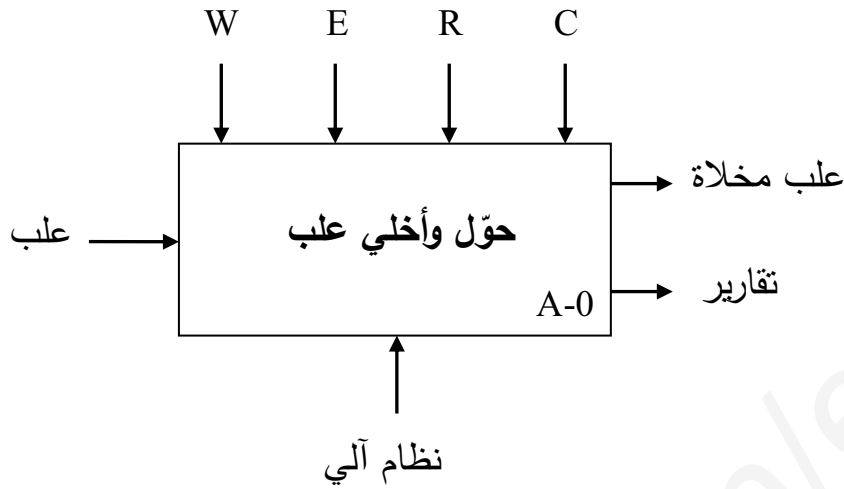 W E R C
علب مخلاة
حوّل وأخلي علب
علب
تقارير
A-0
نظام آلي